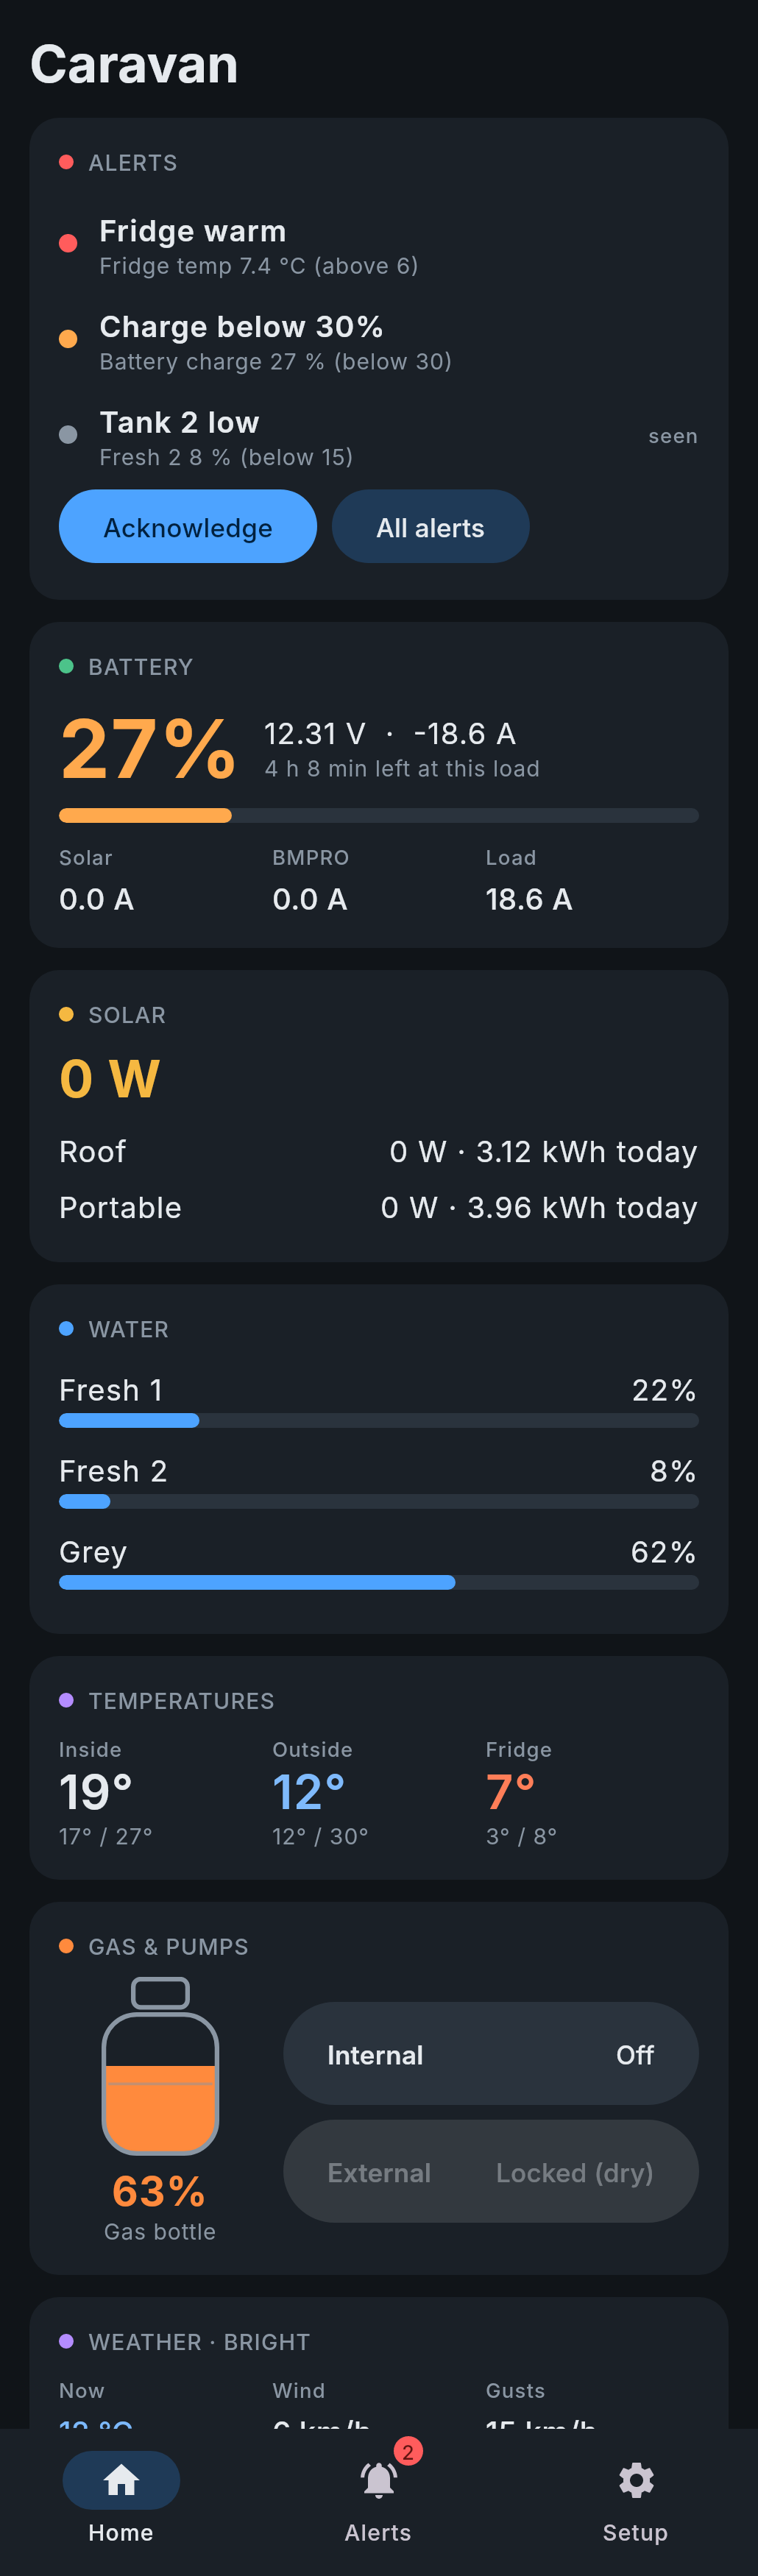 Caravan
ALERTS
Fridge warm
Fridge temp 7.4 °C (above 6)
Charge below 30%
Battery charge 27 % (below 30)
Tank 2 low
seen
Fresh 2 8 % (below 15)
Acknowledge All alerts
BATTERY
27% 12.31 V · -18.6 A
4 h 8 min left at this load
Solar BMPRO Load
0.0 A 0.0 A 18.6 A
SOLAR
0 W
Roof 0 W · 3.12 kWh today
Portable 0 W · 3.96 kWh today
WATER
Fresh 1 22%
Fresh 2 8%
Grey 62%
TEMPERATURES
Inside Outside Fridge
19° 12° 7°
17° / 27° 12° / 30° 3° / 8°
GAS & PUMPS
Internal Off
External Locked (dry)
63%
Gas bottle
WEATHER · BRIGHT
Now Wind Gusts
2
Home Alerts Setup